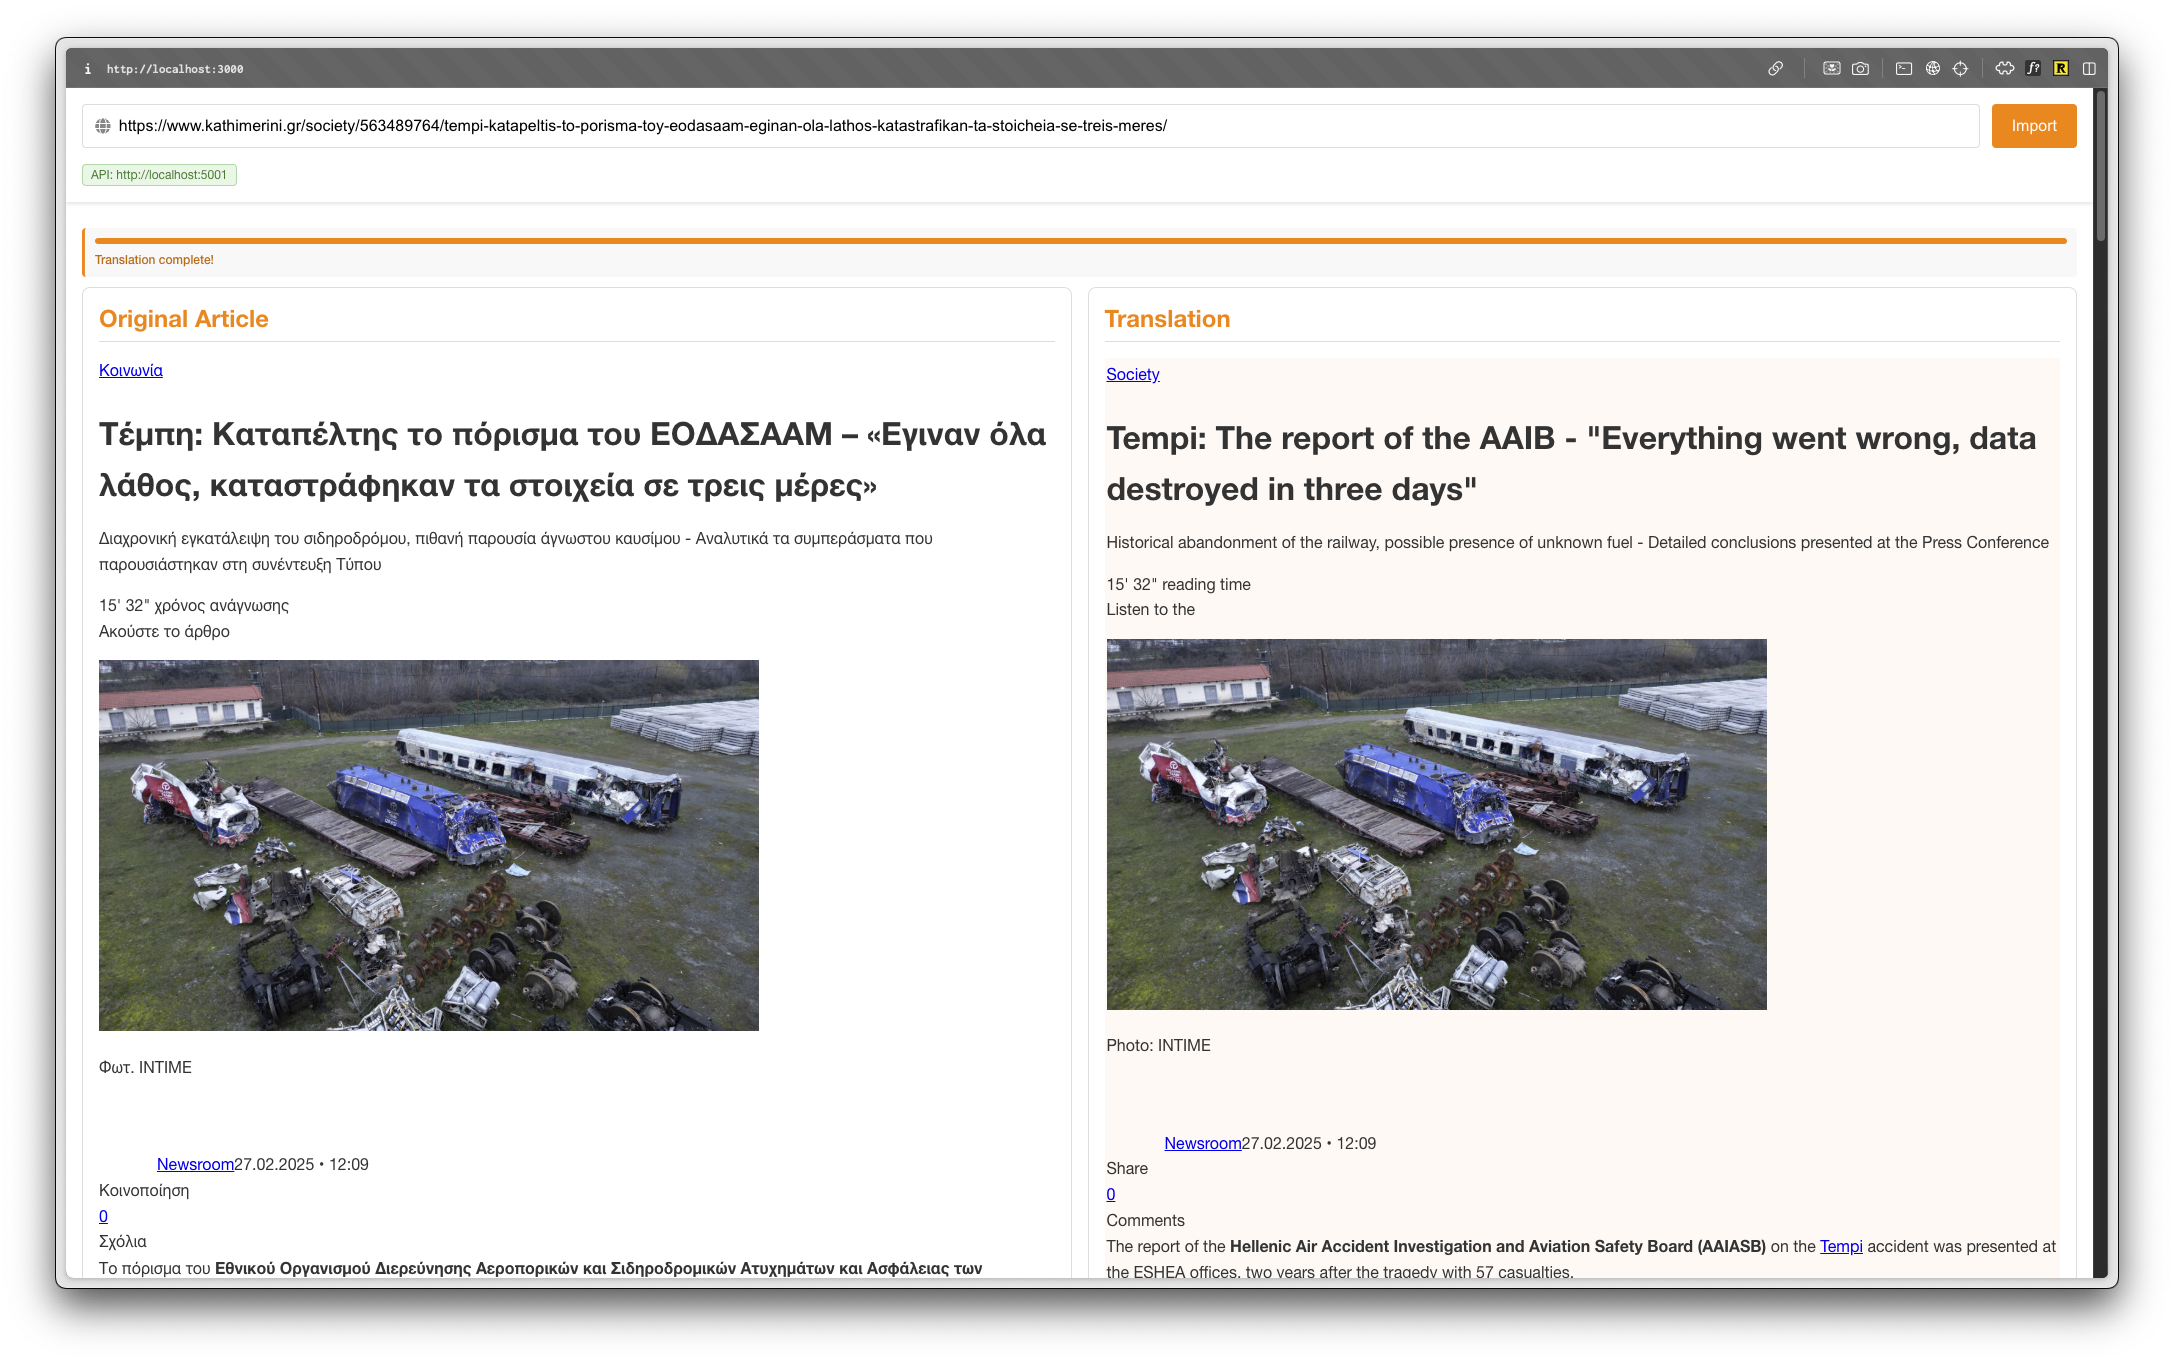 http://localhost:3000
https://www.kathimerini.gr/society/563489764/tempi-katapeltis-to-porisma-toy-eodasaam-eginan-ola-lathos-katastrafikan-ta-stoicheia-se-treis-meres/
Import
API: http://localhost:5001
Translation complete!
Original Article
Κοινωνία
Τέμπη: Καταπέλτης το πόρισμα του ΕΟΔΑΣΑΑΜ – «Εγιναν όλα
λάθος, καταστράφηκαν τα στοιχεία σε τρεις μέρες»
Διαχρονική εγκατάλειψη του σιδηροδρόμου, πιθανή παρουσία άγνωστου καυσίμου - Αναλυτικά τα συμπεράσματα που
παρουσιάστηκαν στη συνέντευξη Τύπου
15' 32" χρόνος ανάγνωσης
Ακούστε το άρθρο
Φωτ. INTIME
Newsroom27.02.2025 • 12:09
Κοινοποίηση
0
Σχόλια
Το πόρισμα του Εθνικού Οργανισμού Διερεύνησης Αεροπορικών και Σιδηροδρομικών Ατυχημάτων και Ασφάλειας των
Translation
Society
Tempi: The report of the AAIB - "Everything went wrong, data
destroyed in three days"
Historical abandonment of the railway, possible presence of unknown fuel - Detailed conclusions presented at the Press Conference
15' 32" reading time
Listen to the
Photo: INTIME
Newsroom27.02.2025 • 12:09
Share
0
Comments
The report of the Hellenic Air Accident Investigation and Aviation Safety Board (AAIASB) on the Tempi accident was presented at
the ESHEA offices, two years after the tragedy with 57 casualties.